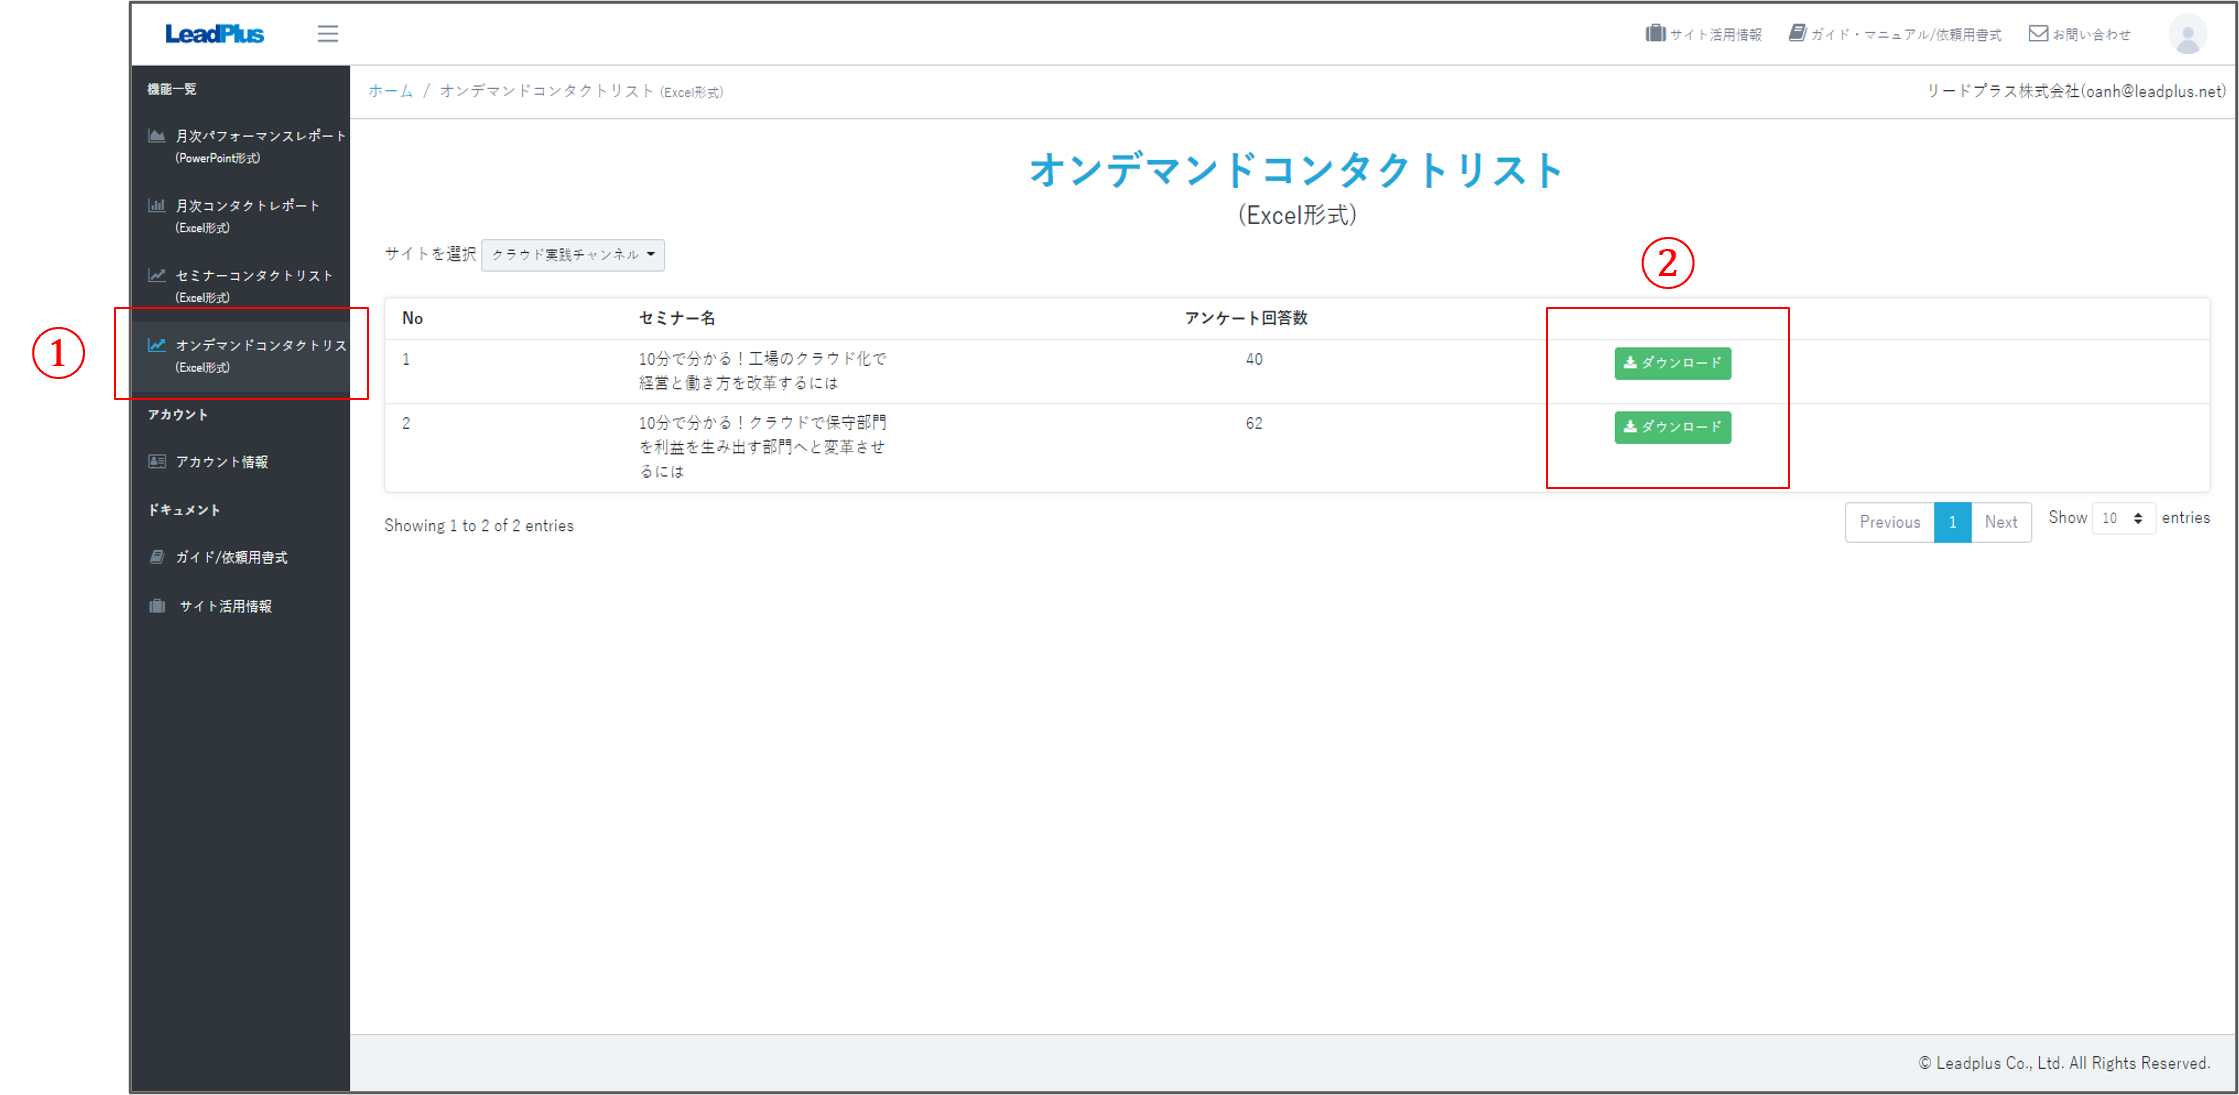 LeadPlus
サイト活用情報
ガイド・マニュアル/依頼用書式
お問い合わせ
機能一覧
月次パフォーマンスレポート
(PowerPoint形式)
月次コンタクトレポート
(Excel形式)
セミナーコンタクトリスト
(Excel形式)
①
オンデマンドコンタクトリス
(Excel形式)
アカウント
アカウント情報
ドキュメント
ガイド/依頼用書式
サイト活用情報
ホーム / オンデマンドコンタクトリスト (Excel形式)
リードプラス株式会社(oanh@leadplus.net)
オンデマンドコンタクトリスト
(Excel形式)
サイトを選択 クラウド実践チャンネル
②
No セミナー名 アンケート回答数
1 10分で分かる！工場のクラウド化で 40 ダウンロード
経営と働き方を改革するには
2 10分で分かる！クラウドで保守部門 62 ダウンロード
を利益を生み出す部門へと変革させ
るには
Showing 1 to 2 of 2 entries
Previous 1 Next
Show 10 entries
© Leadplus Co., Ltd. All Rights Reserved.